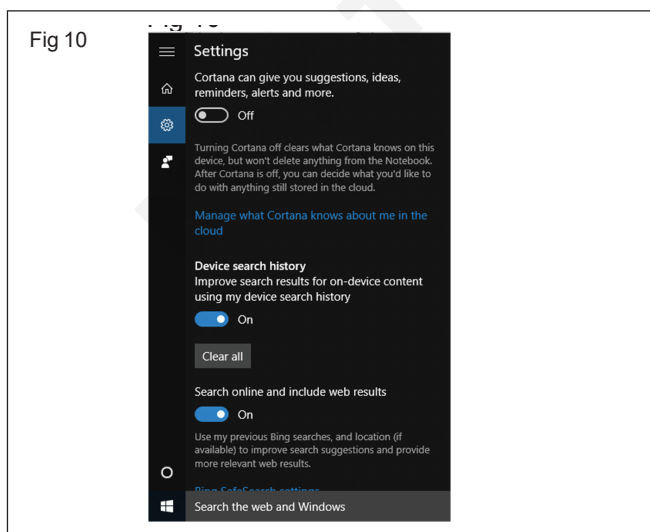 Fig 10
Settings
Cortana can give you suggestions, ideas,
reminders, alerts and more.
Off
Turning Cortana off clears what Cortana knows on this
device, but won't delete anything from the Notebook.
After Cortana is off, you can decide what you'd like to
do with anything still stored in the cloud.
Manage what Cortana knows about me in the
cloud
Device search history
Improve search results for on-device content
using my device search history
On
Clear all
Search online and include web results
On
Use my previous Bing searches, and location (if
available) to improve search suggestions and provide
more relevant web results.
Bing SafeSearch settings
Search the web and Windows